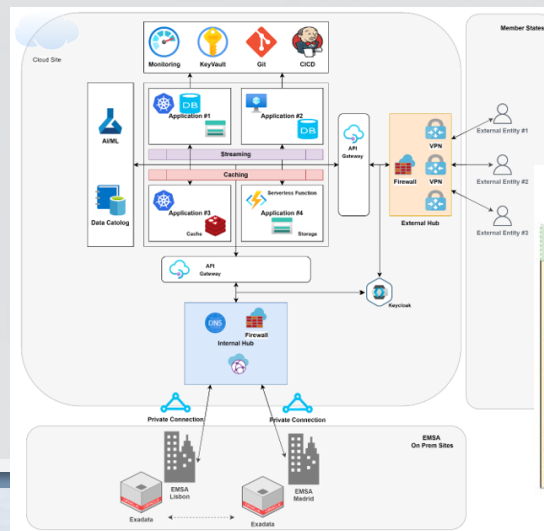 Cloud Site
Monitoring
KeyVault
Git
CICD
Member States
AI/ML
Data Catolog
DB
Application #1
Application #2
DB
Streaming
Caching
Application #3
Cache
Serverless Function
Application #4
Storage
API
Gateway
Firewall
VPN
VPN
External Hub
External Entity #1
External Entity #2
External Entity #3
API
Gateway
Keycloak
DNS
Firewall
Internal Hub
Private Connection
Private Connection
EMSA
On Prem Sites
EMSA
Lisbon
EMSA
Madrid
Exadata
Exadata